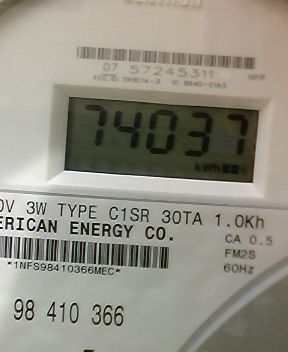 07 57245311
74037
kWh
0V 3W TYPE C1SR 30TA 1.0Kh
ERICAN ENERGY CO.
CA 0.5
FM2S
*1NFS98410366MEC*
60Hz
98 410 366